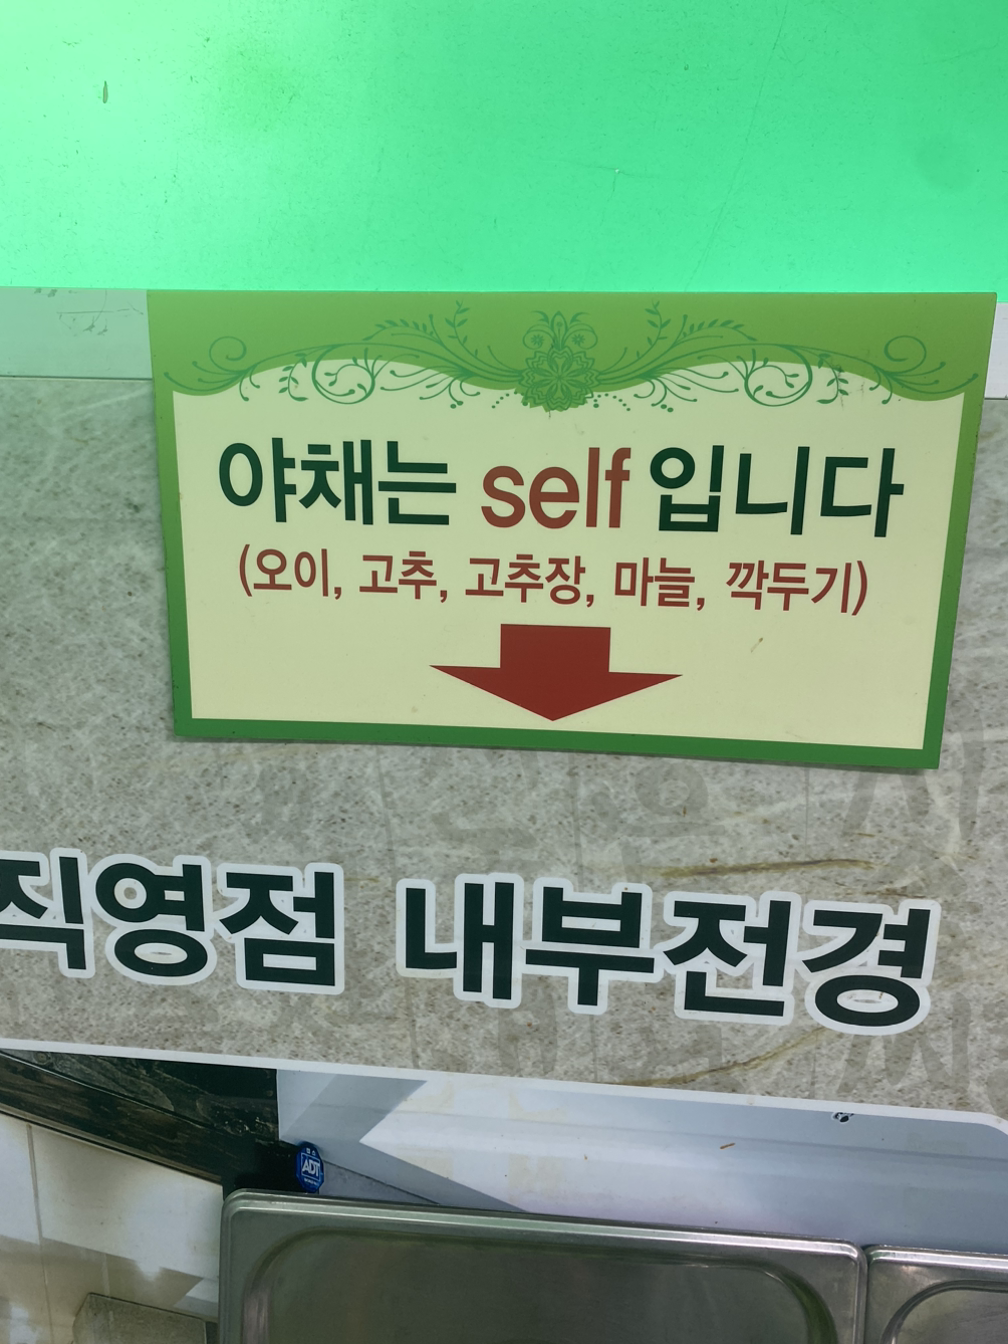 야채는 self 입니다
(오이, 고추, 고추장, 마늘, 깍두기)
직영점 내부전경
ADT